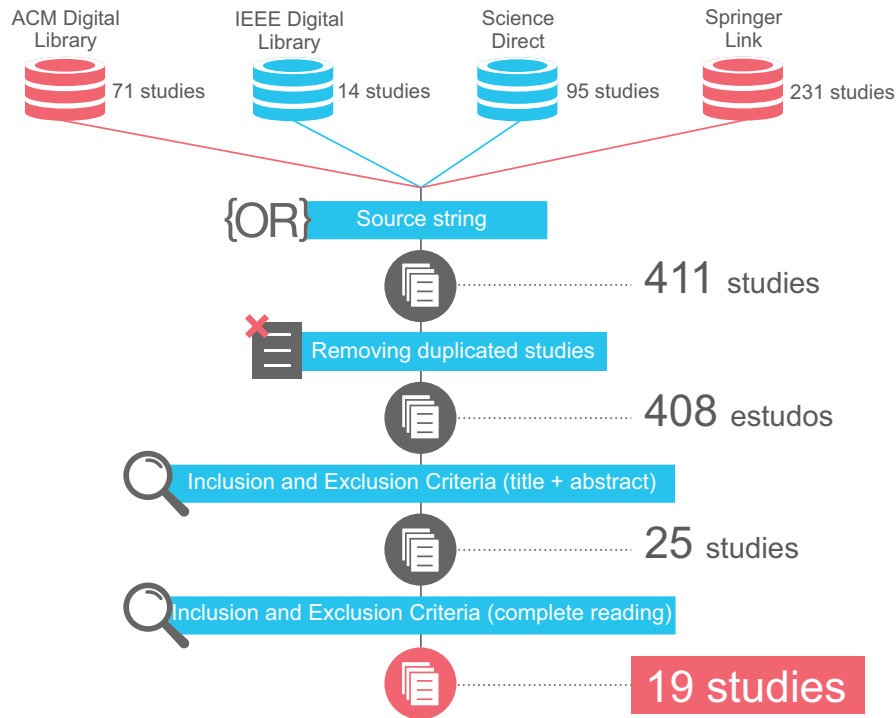 ACM Digital
Library
IEEE Digital
Library
Science
Direct
Springer
Link
71 studies
14 studies
95 studies
231 studies
{OR}
Source string
411 studies
Removing duplicated studies
408 estudos
Inclusion and Exclusion Criteria (title + abstract)
25 studies
Inclusion and Exclusion Criteria (complete reading)
19 studies